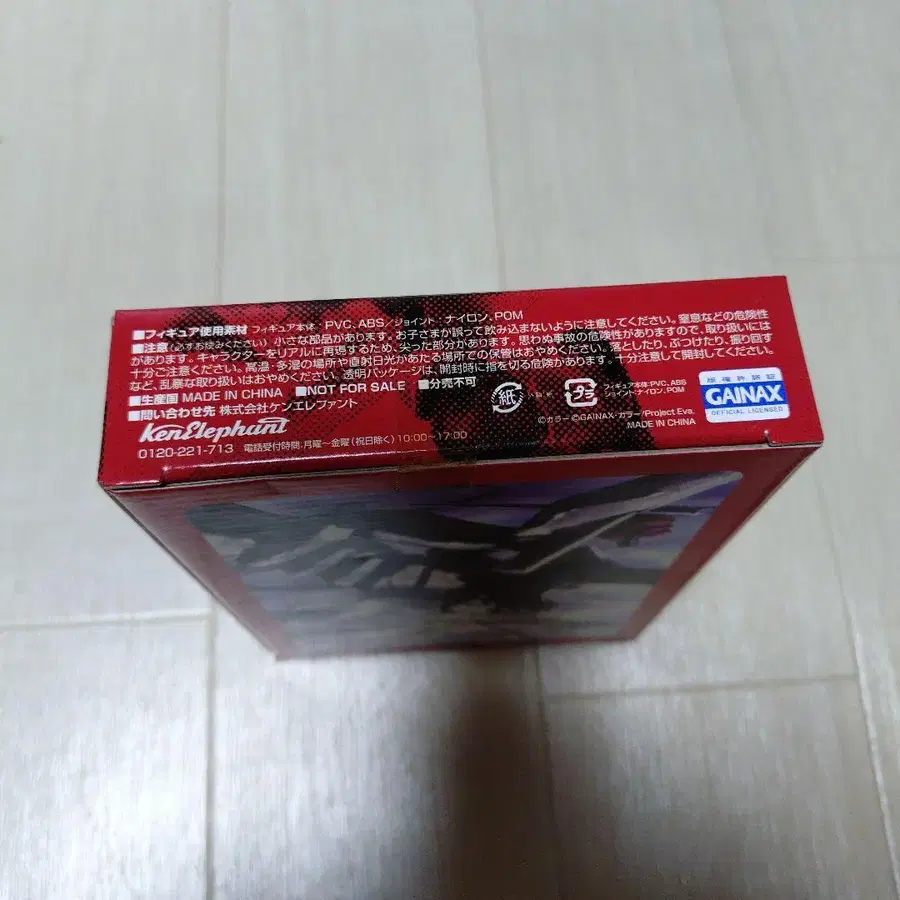 ■フィギュア使用素材 フィギュア本体：PVC、ABS／ジョイント：ナイロン、POM
■注意（必ずお読みください）小さな部品があります。お子さまが誤って飲み込まないように注意してください。窒息などの危険性
があります。キャラクターをリアルに再現するため、尖った部分があります。思わぬ事故の危険性がありますので、取り扱いには
十分ご注意ください。高温・多湿の場所や直射日光があたる場所での保管はおやめください。落としたり、ぶつけたり、振り回す
など、乱暴な取り扱いはおやめください。透明パッケージは、開封時に指を切る危険があります。十分注意して開封してください。
■生産国 MADE IN CHINA ■NOT FOR SALE ■分売不可
■問い合わせ先 株式会社ケンエレファント
KenElephant
0120-221-713 電話受付時間：月曜～金曜（祝日除く）10:00～17:00
紙
プラ
フィギュア本体：PVC、ABS
ジョイント：ナイロン、POM
©カラー ©GAINAX・カラー/Project Eva.
MADE IN CHINA
版権許諾証
GAINAX
OFFICIAL LICENSED